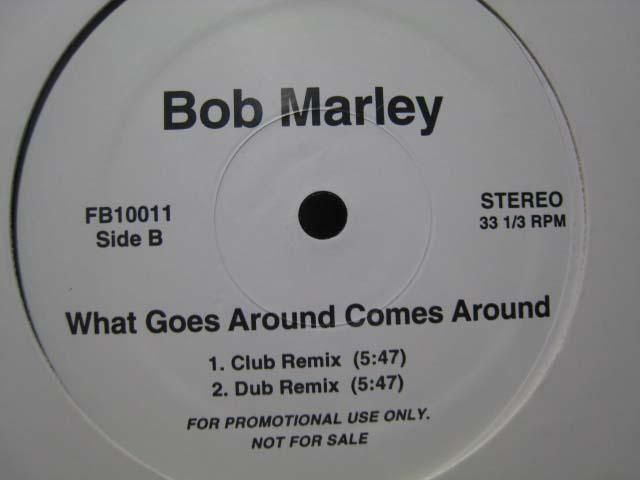 Bob Marley
FB10011
Side B
STEREO
33 1/3 RPM
What Goes Around Comes Around
1. Club Remix (5:47)
2. Dub Remix (5:47)
FOR PROMOTIONAL USE ONLY.
NOT FOR SALE